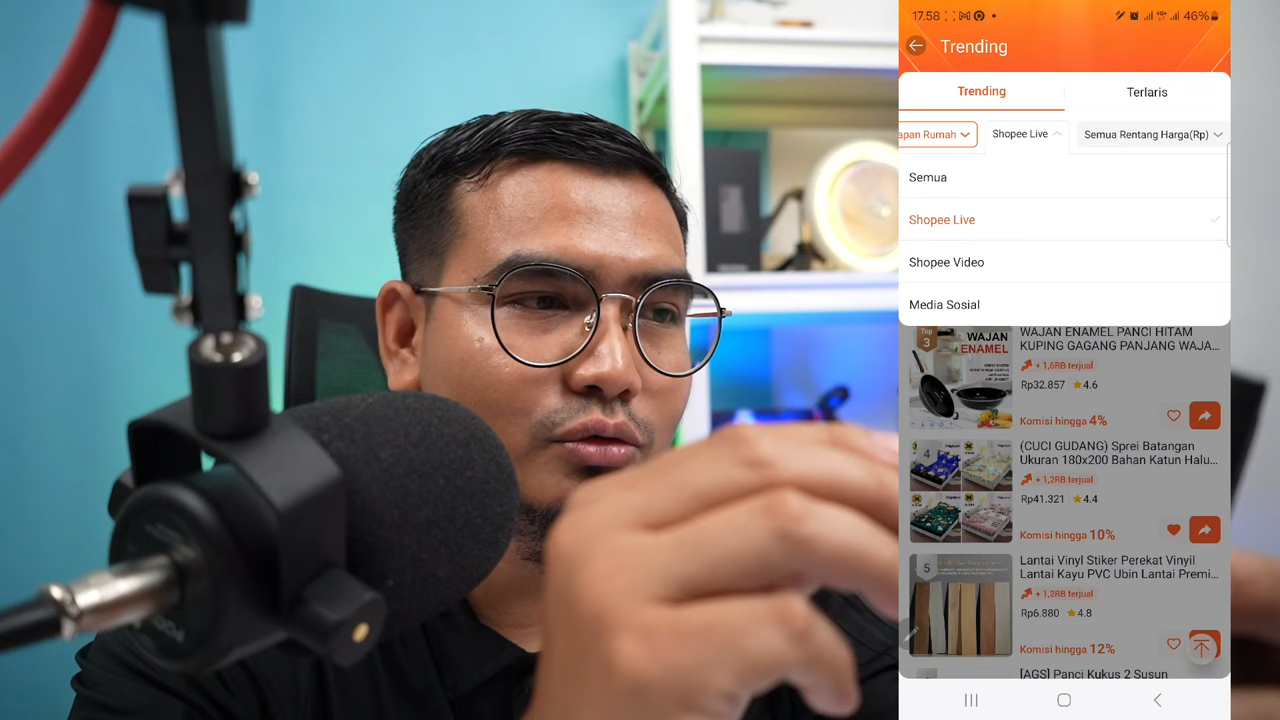 17.58
46%
Trending
Trending
Terlaris
apan Rumah
Shopee Live
Semua Rentang Harga(Rp)
Semua
Shopee Live
Shopee Video
Media Sosial
Top
3
WAJAN
ENAMEL
WAJAN ENAMEL PANCI HITAM
KUPING GAGANG PANJANG WAJA...
+ 1,6RB terjual
Rp32.857
4.6
Komisi hingga 4%
4
(CUCI GUDANG) Sprei Batangan
Ukuran 180x200 Bahan Katun Halu...
+ 1,2RB terjual
Rp41.321
4.4
Komisi hingga 10%
5
Lantai Vinyl Stiker Perekat Vinyil
Lantai Kayu PVC Ubin Lantai Premi...
+ 1,2RB terjual
Rp6.880
4.8
Komisi hingga 12%
[AGS] Panci Kukus 2 Susun